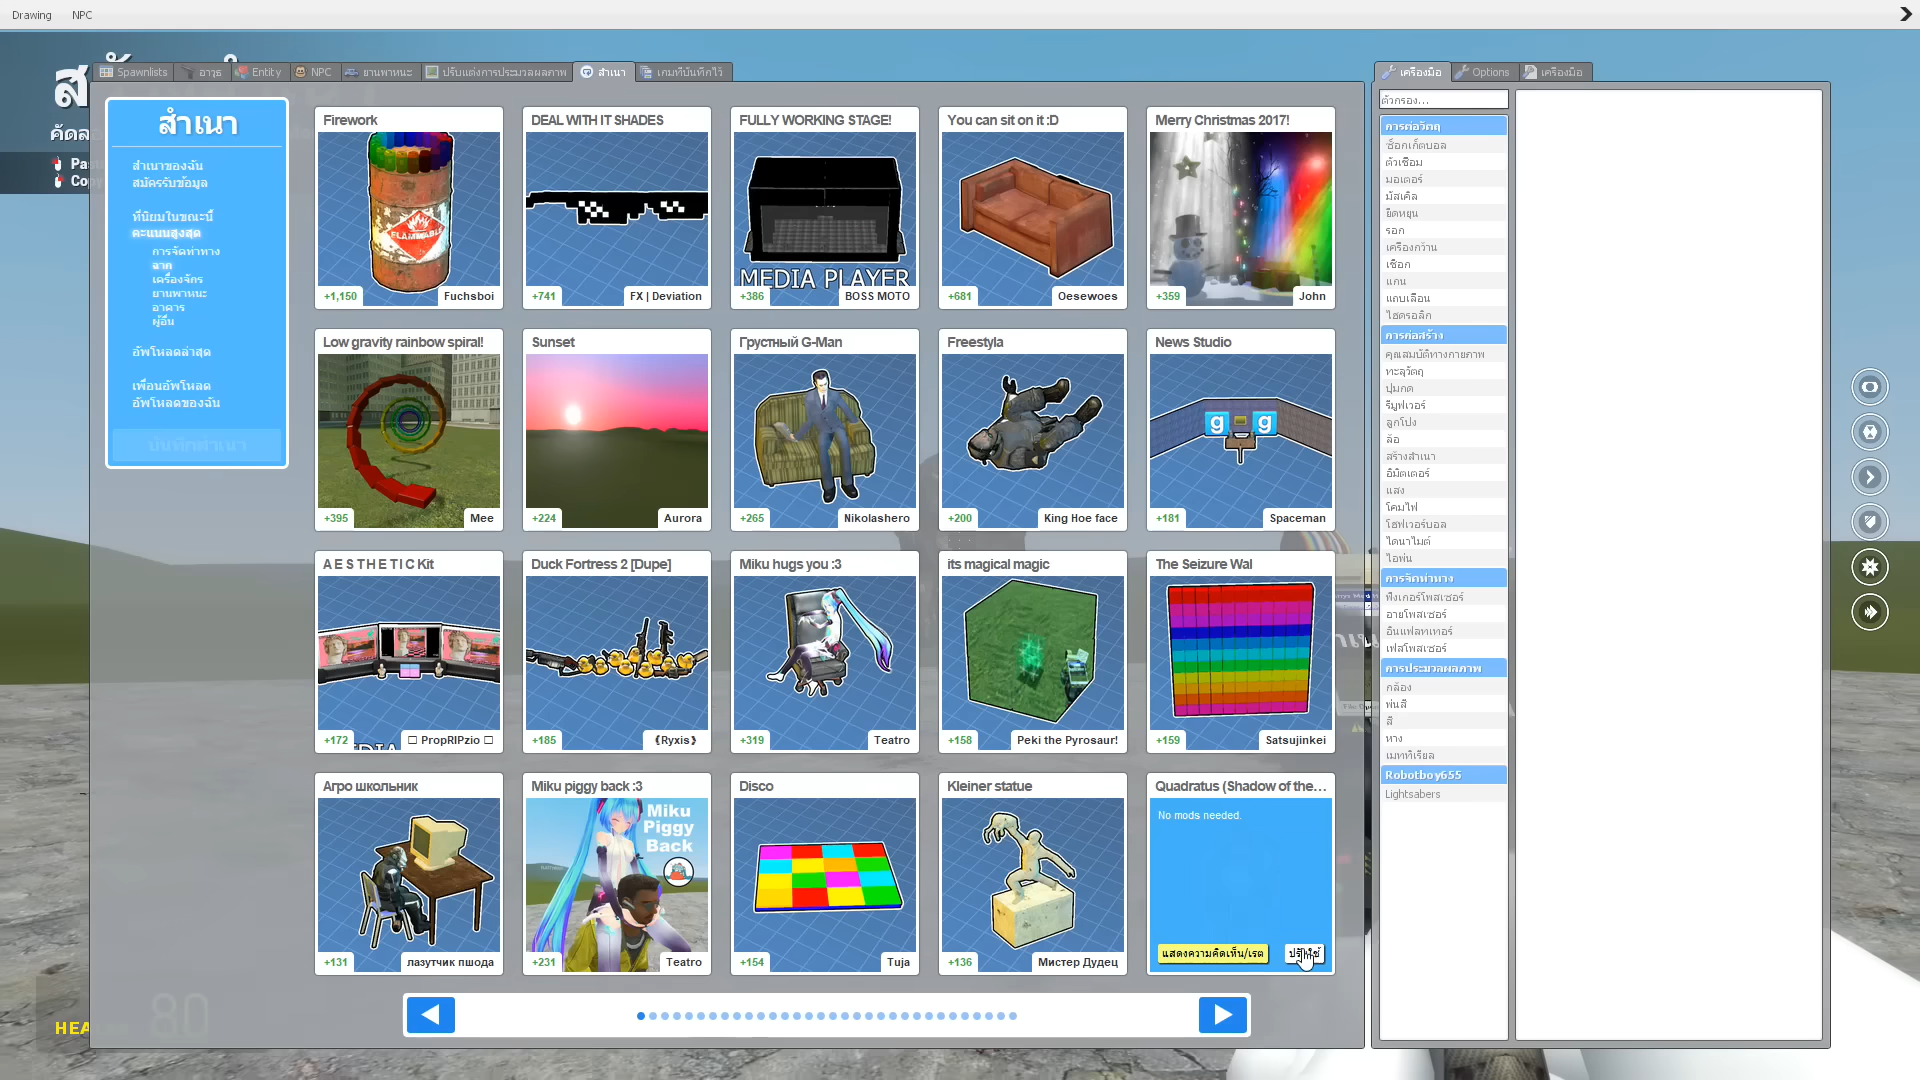 Drawing NPC
Spawnlists อาวุธ Entity NPC ยานพาหนะ ปรับแต่งการประมวลผลภาพ สำเนา เกมที่บันทึกไว้
เครื่องมือ Options เครื่องมือ
สำเนา
สำเนาของฉัน
สมัครรับข้อมูล
ที่นิยมในขณะนี้
คะแนนสูงสุด
การจัดท่าทาง
ฉาก
เครื่องจักร
ยานพาหนะ
อาคาร
ผู้อื่น
อัพโหลดล่าสุด
เพื่อนอัพโหลด
อัพโหลดของฉัน
บันทึกสำเนา
Firework
FLAMMABLE
+1,150 Fuchsboi
DEAL WITH IT SHADES
+741 FX | Deviation
FULLY WORKING STAGE!
MEDIA PLAYER
+386 BOSS MOTO
You can sit on it :D
+681 Oesewoes
Merry Christmas 2017!
+359 John
Low gravity rainbow spiral!
+395 Mee
Sunset
+224 Aurora
Грустный G-Man
+265 Nikolashero
Freestyla
+200 King Hoe face
News Studio
g g
+181 Spaceman
A E S T H E T I C Kit
+172 □ PropRIPzio □
Duck Fortress 2 [Dupe]
+185 ⟪Ryxis⟫
Miku hugs you :3
+319 Teatro
its magical magic
+158 Peki the Pyrosaur!
The Seizure Wal
+159 Satsujinkei
Агро школьник
+131 лазутчик пшода
Miku piggy back :3
Miku
Piggy
Back
+231 Teatro
Disco
+154 Tuja
Kleiner statue
+136 Мистер Дудец
Quadratus (Shadow of the...
No mods needed.
แสดงความคิดเห็น/เรต
ตัวกรอง...
การต่อวัตถุ
ซ็อกเก็ตบอล
ตัวเชื่อม
มอเตอร์
มัสเคิล
ยืดหยุ่น
รอก
เครื่องกว้าน
เชือก
แกน
แถบเลื่อน
ไฮดรอลิก
การก่อสร้าง
คุณสมบัติทางกายภาพ
ทะลุวัตถุ
ปุ่มกด
รีมูฟเวอร์
ลูกโป่ง
ล้อ
สร้างสำเนา
อิมิตเตอร์
แสง
โคมไฟ
โฮฟเวอร์บอล
ไดนาไมต์
ไอพ่น
การจัดท่าทาง
ฟิงเกอร์โพสเซอร์
อายโพสเซอร์
อินแฟลทเทอร์
เฟสโพสเซอร์
การประมวลผลภาพ
กล้อง
พ่นสี
สี
หาง
เมททีเรียล
Robotboy655
Lightsabers
80